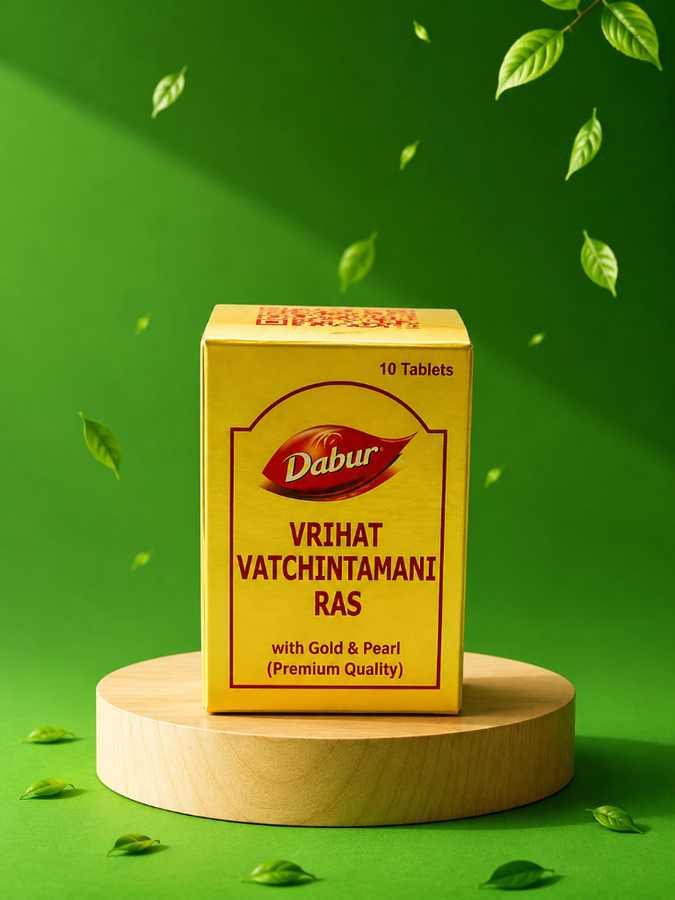 10 Tablets
Dabur
VRIHAT
VATCHINTAMANI
RAS
with Gold & Pearl
(Premium Quality)